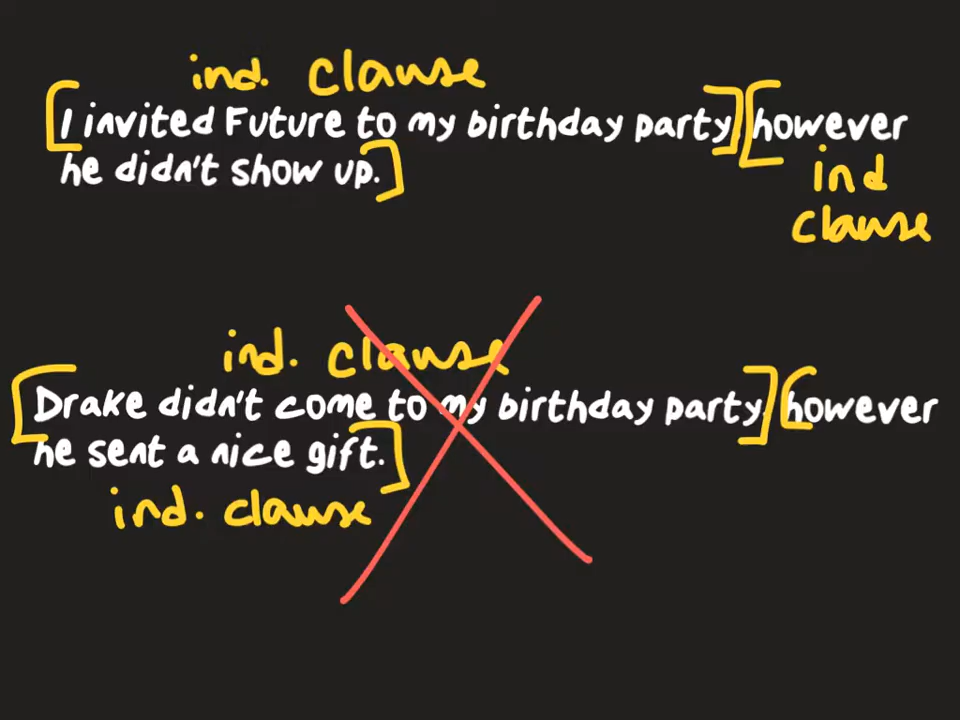 ind. clause
I invited Future to my birthday party; however
he didn't show up.
ind
clause
ind. clause
Drake didn't come to my birthday party, however
he sent a nice gift.
ind. clause